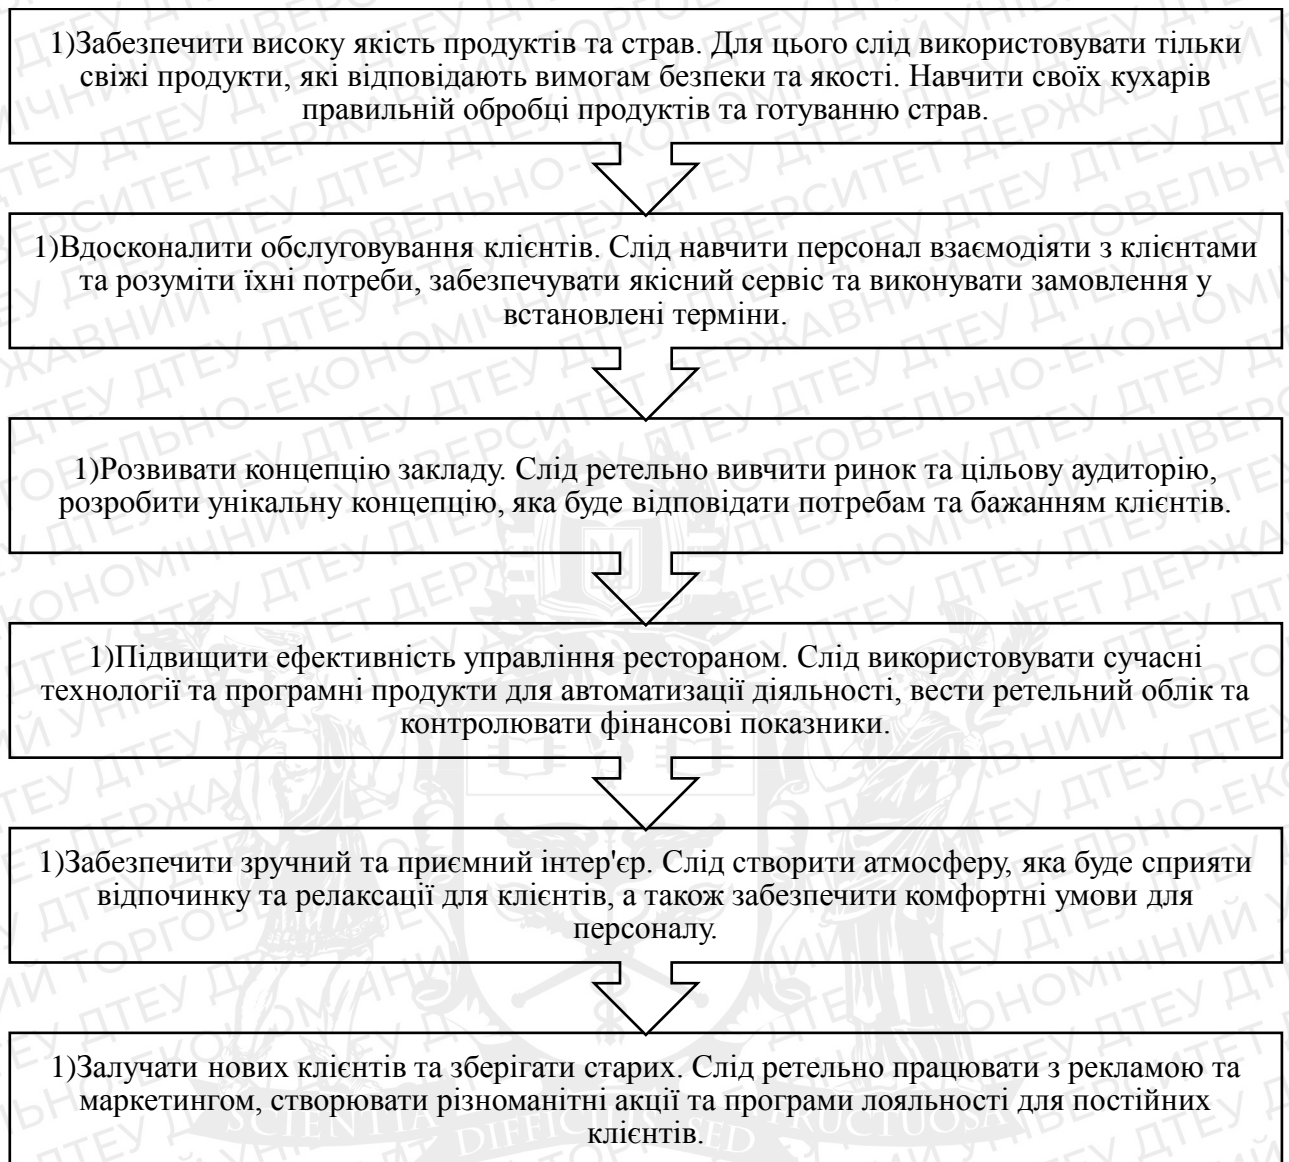 1)Забезпечити високу якість продуктів та страв. Для цього слід використовувати тільки
свіжі продукти, які відповідають вимогам безпеки та якості. Навчити своїх кухарів
правильній обробці продуктів та готуванню страв.
1)Вдосконалити обслуговування клієнтів. Слід навчити персонал взаємодіяти з клієнтами
та розуміти їхні потреби, забезпечувати якісний сервіс та виконувати замовлення у
встановлені терміни.
1)Розвивати концепцію закладу. Слід ретельно вивчити ринок та цільову аудиторію,
розробити унікальну концепцію, яка буде відповідати потребам та бажанням клієнтів.
1)Підвищити ефективність управління рестораном. Слід використовувати сучасні
технології та програмні продукти для автоматизації діяльності, вести ретельний облік та
контролювати фінансові показники.
1)Забезпечити зручний та приємний інтер'єр. Слід створити атмосферу, яка буде сприяти
відпочинку та релаксації для клієнтів, а також забезпечити комфортні умови для
персоналу.
1)Залучати нових клієнтів та зберігати старих. Слід ретельно працювати з рекламою та
маркетингом, створювати різноманітні акції та програми лояльності для постійних
клієнтів.